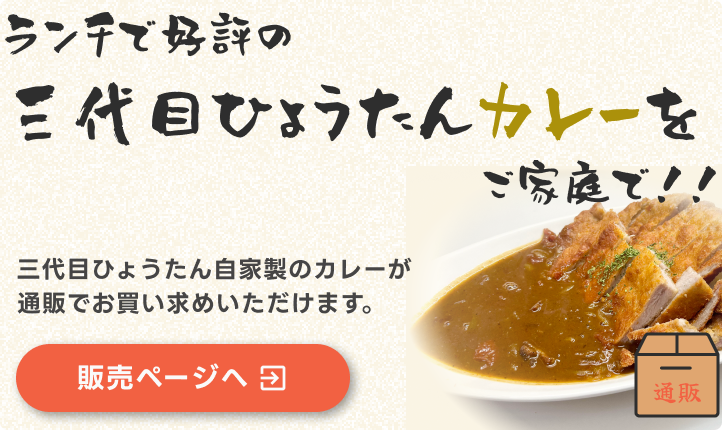 ランチで好評の
三代目ひょうたんカレーを
ご家庭で!!
三代目ひょうたん自家製のカレーが
通販でお買い求めいただけます。
販売ページへ
通販